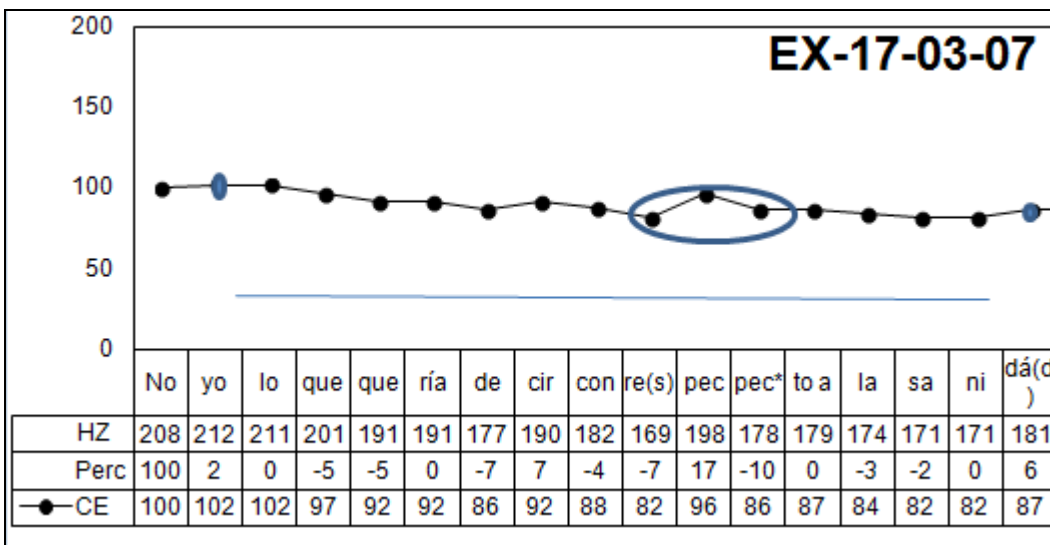 200
EX-17-03-07
150
100
50
0
No yo lo que que ría de cir con re(s) pec pec* to a la sa ni dá(d)
HZ 208 212 211 201 191 191 177 190 182 169 198 178 179 174 171 171 181
Perc 100 2 0 -5 -5 0 -7 7 -4 -7 17 -10 0 -3 -2 0 6
CE 100 102 102 97 92 92 86 92 88 82 96 86 87 84 82 82 87